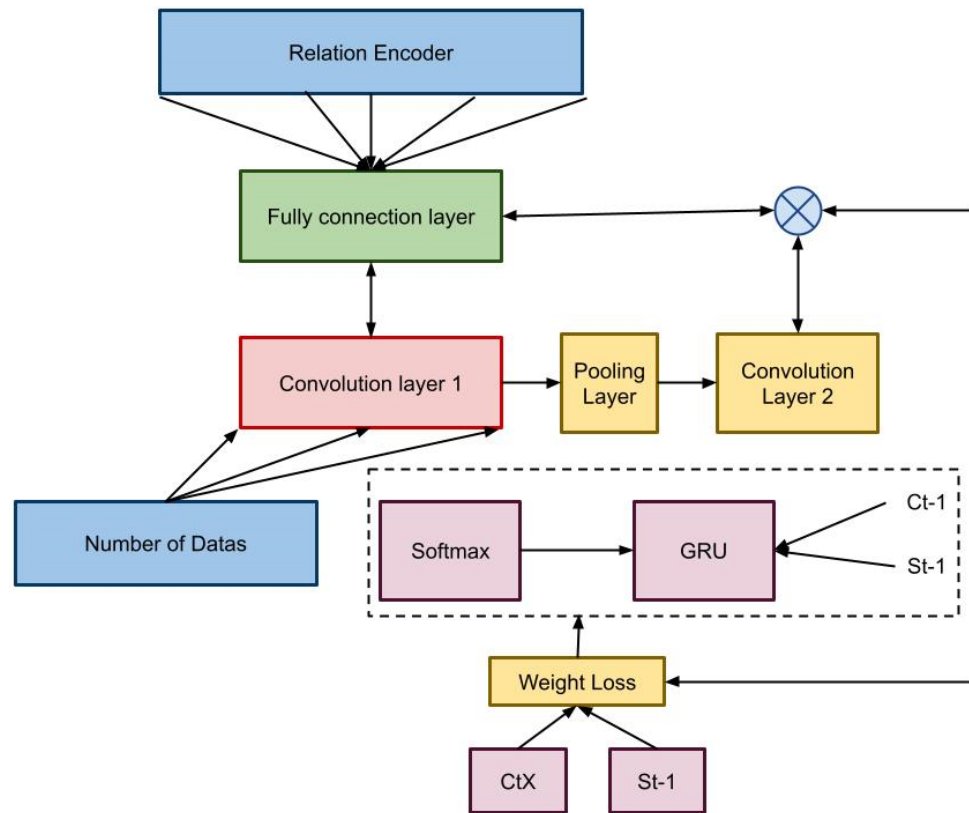 Relation Encoder
Fully connection layer
Convolution layer 1
Pooling
Layer
Convolution
Layer 2
Number of Datas
Softmax
GRU
Ct-1
St-1
Weight Loss
CtX
St-1